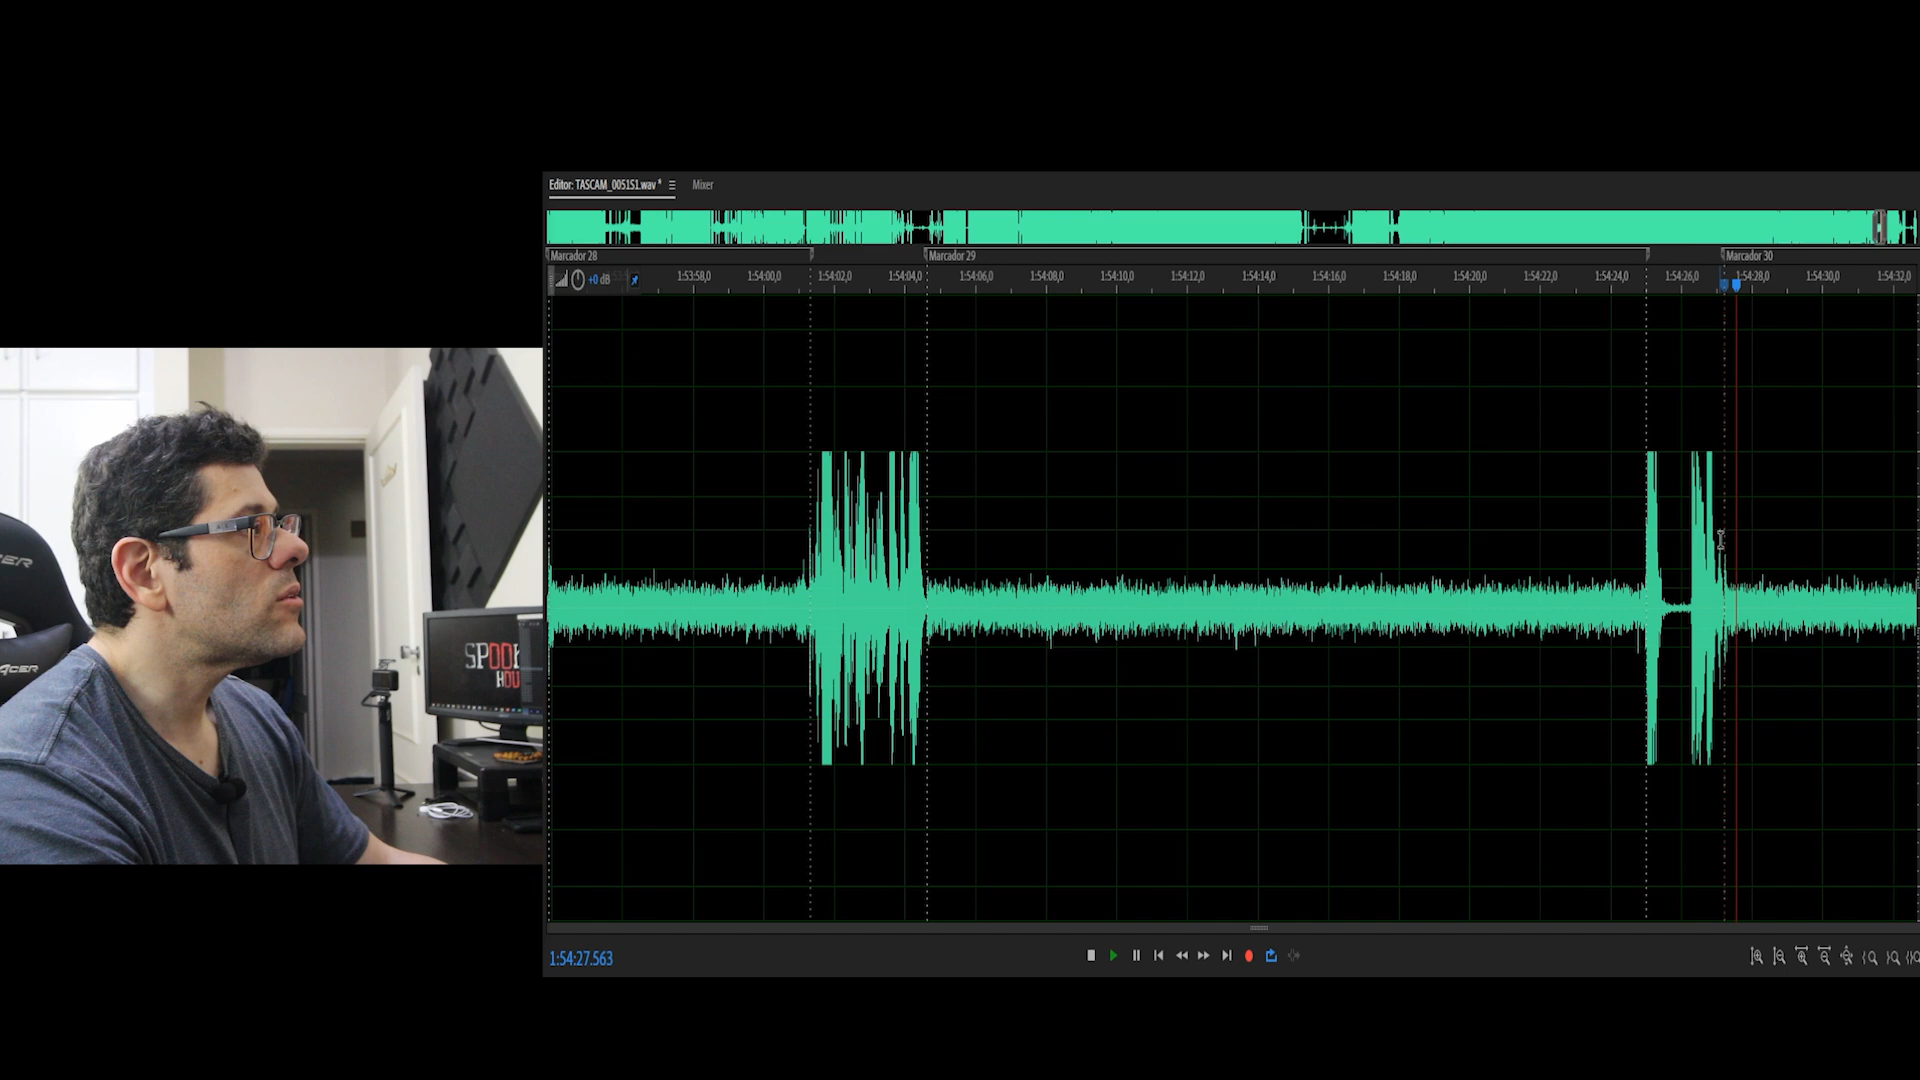 Editor: TASCAM_0051S1.wav * Mixer
Marcador 28 Marcador 29 Marcador 30
+0 dB 1:53:58,0 1:54:00,0 1:54:02,0 1:54:04,0 1:54:06,0 1:54:08,0 1:54:10,0 1:54:12,0 1:54:14,0 1:54:16,0 1:54:18,0 1:54:20,0 1:54:22,0 1:54:24,0 1:54:26,0 1:54:28,0 1:54:30,0 1:54:32,0
ACER
1:54:27.563